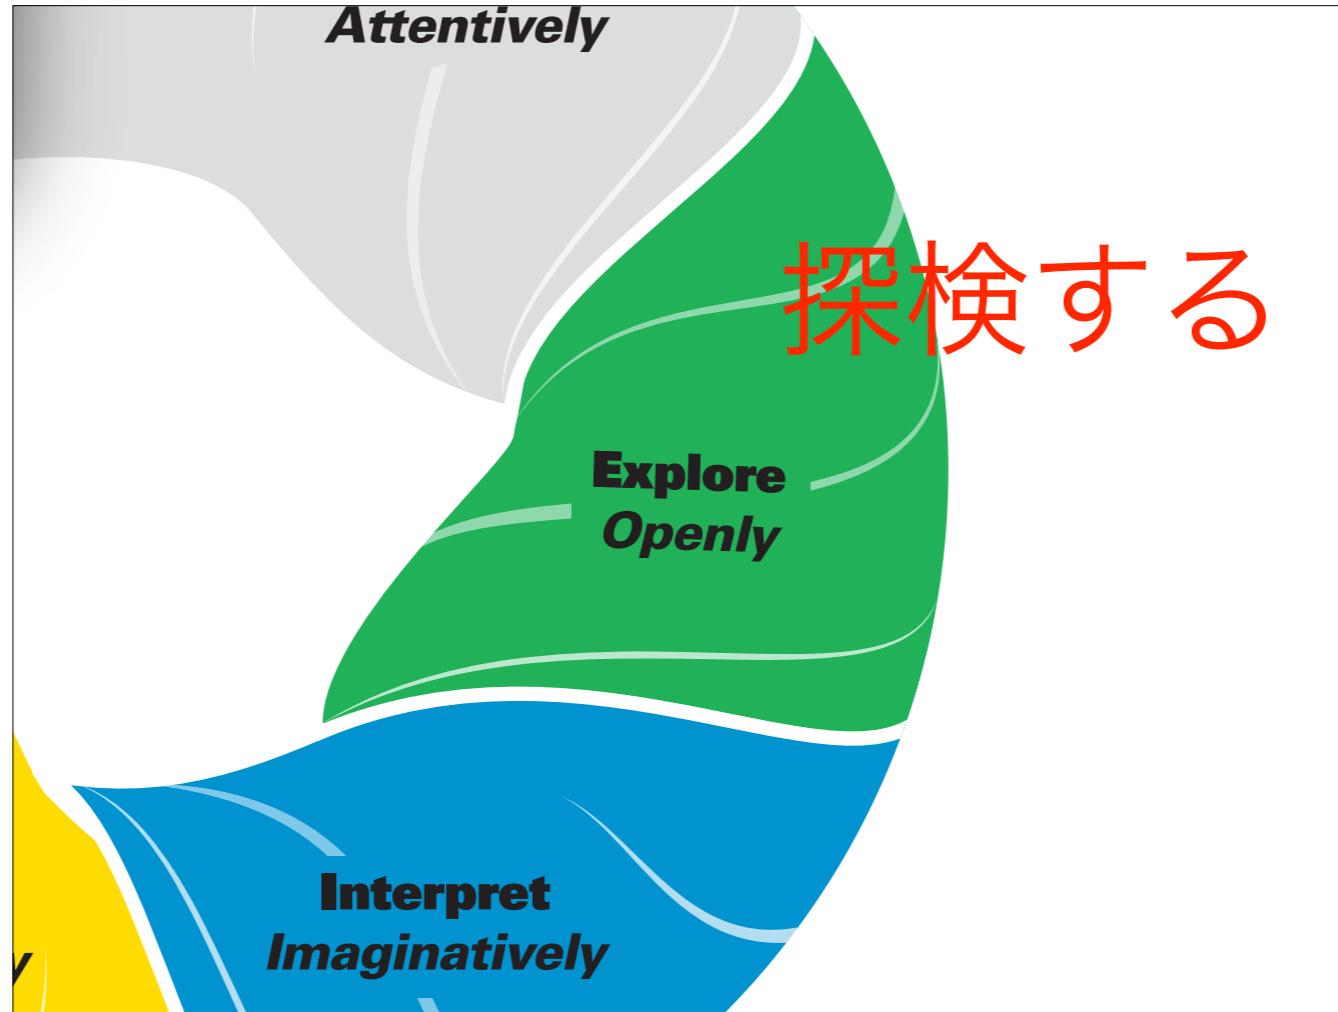 Attentively
探検する
Explore
Openly
Interpret
Imaginatively
y